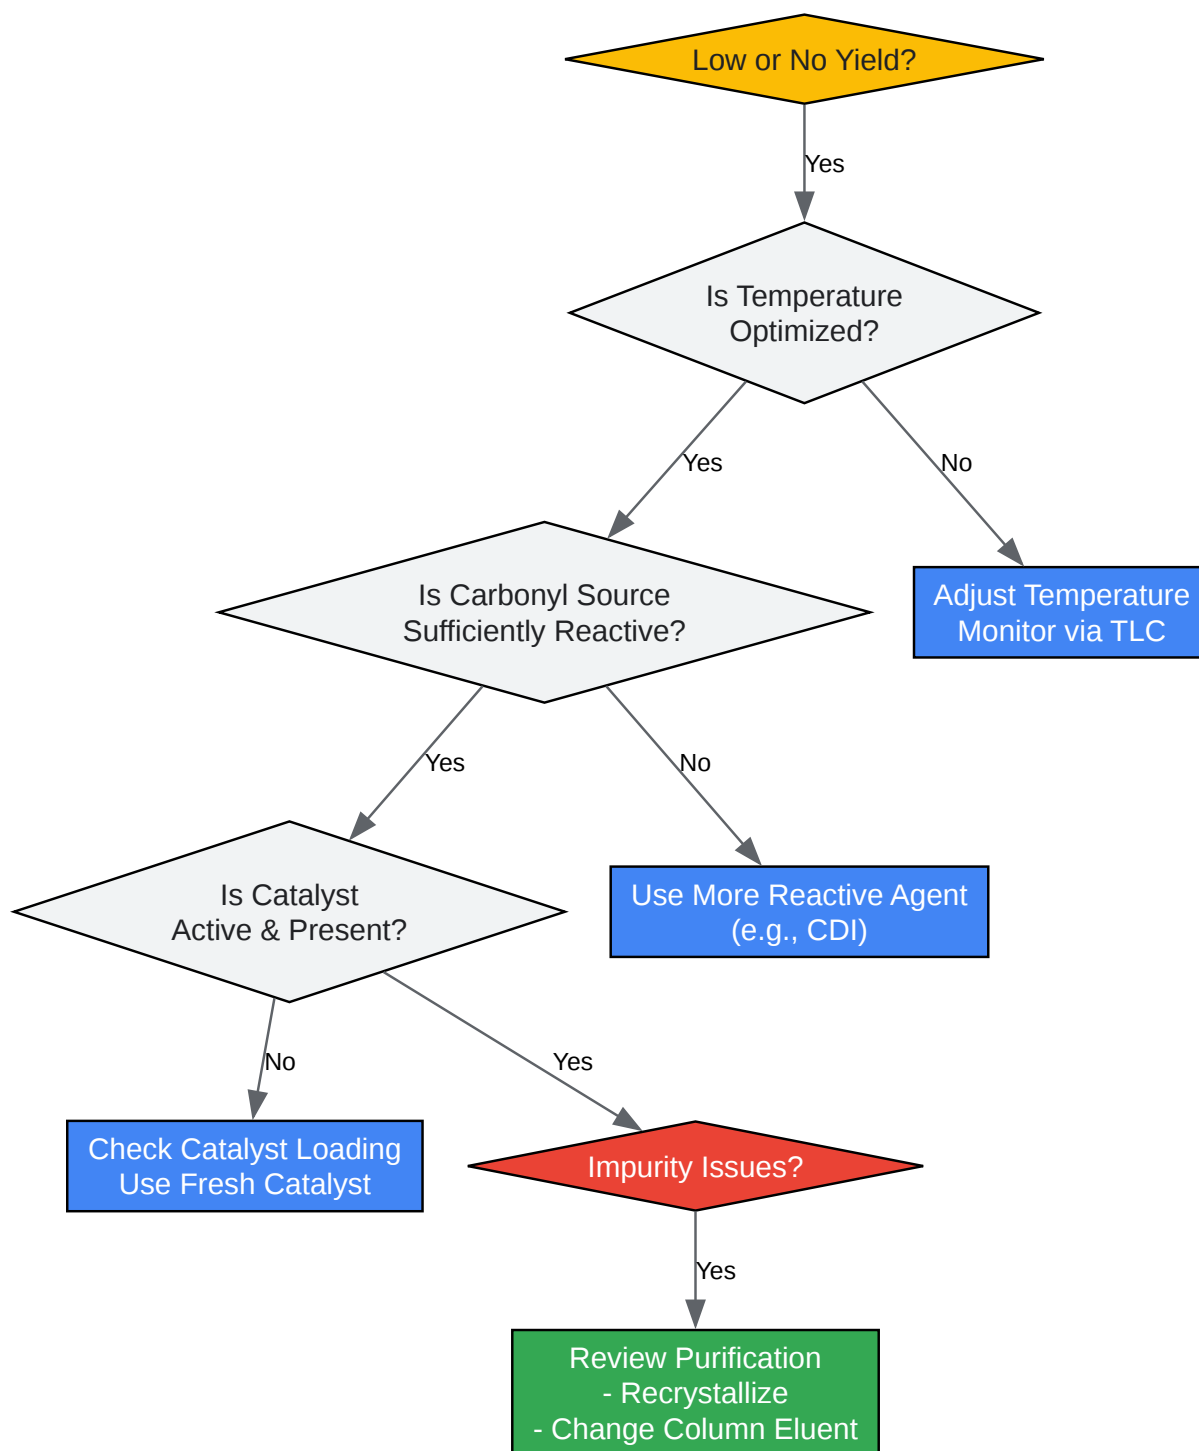 Low or No Yield?
Yes
Is Temperature
Optimized?
Yes
No
Is Carbonyl Source
Sufficiently Reactive?
Adjust Temperature
Monitor via TLC
Yes
No
Is Catalyst
Active & Present?
Use More Reactive Agent
(e.g., CDI)
No
Yes
Check Catalyst Loading
Use Fresh Catalyst
Impurity Issues?
Yes
Review Purification
- Recrystallize
- Change Column Eluent